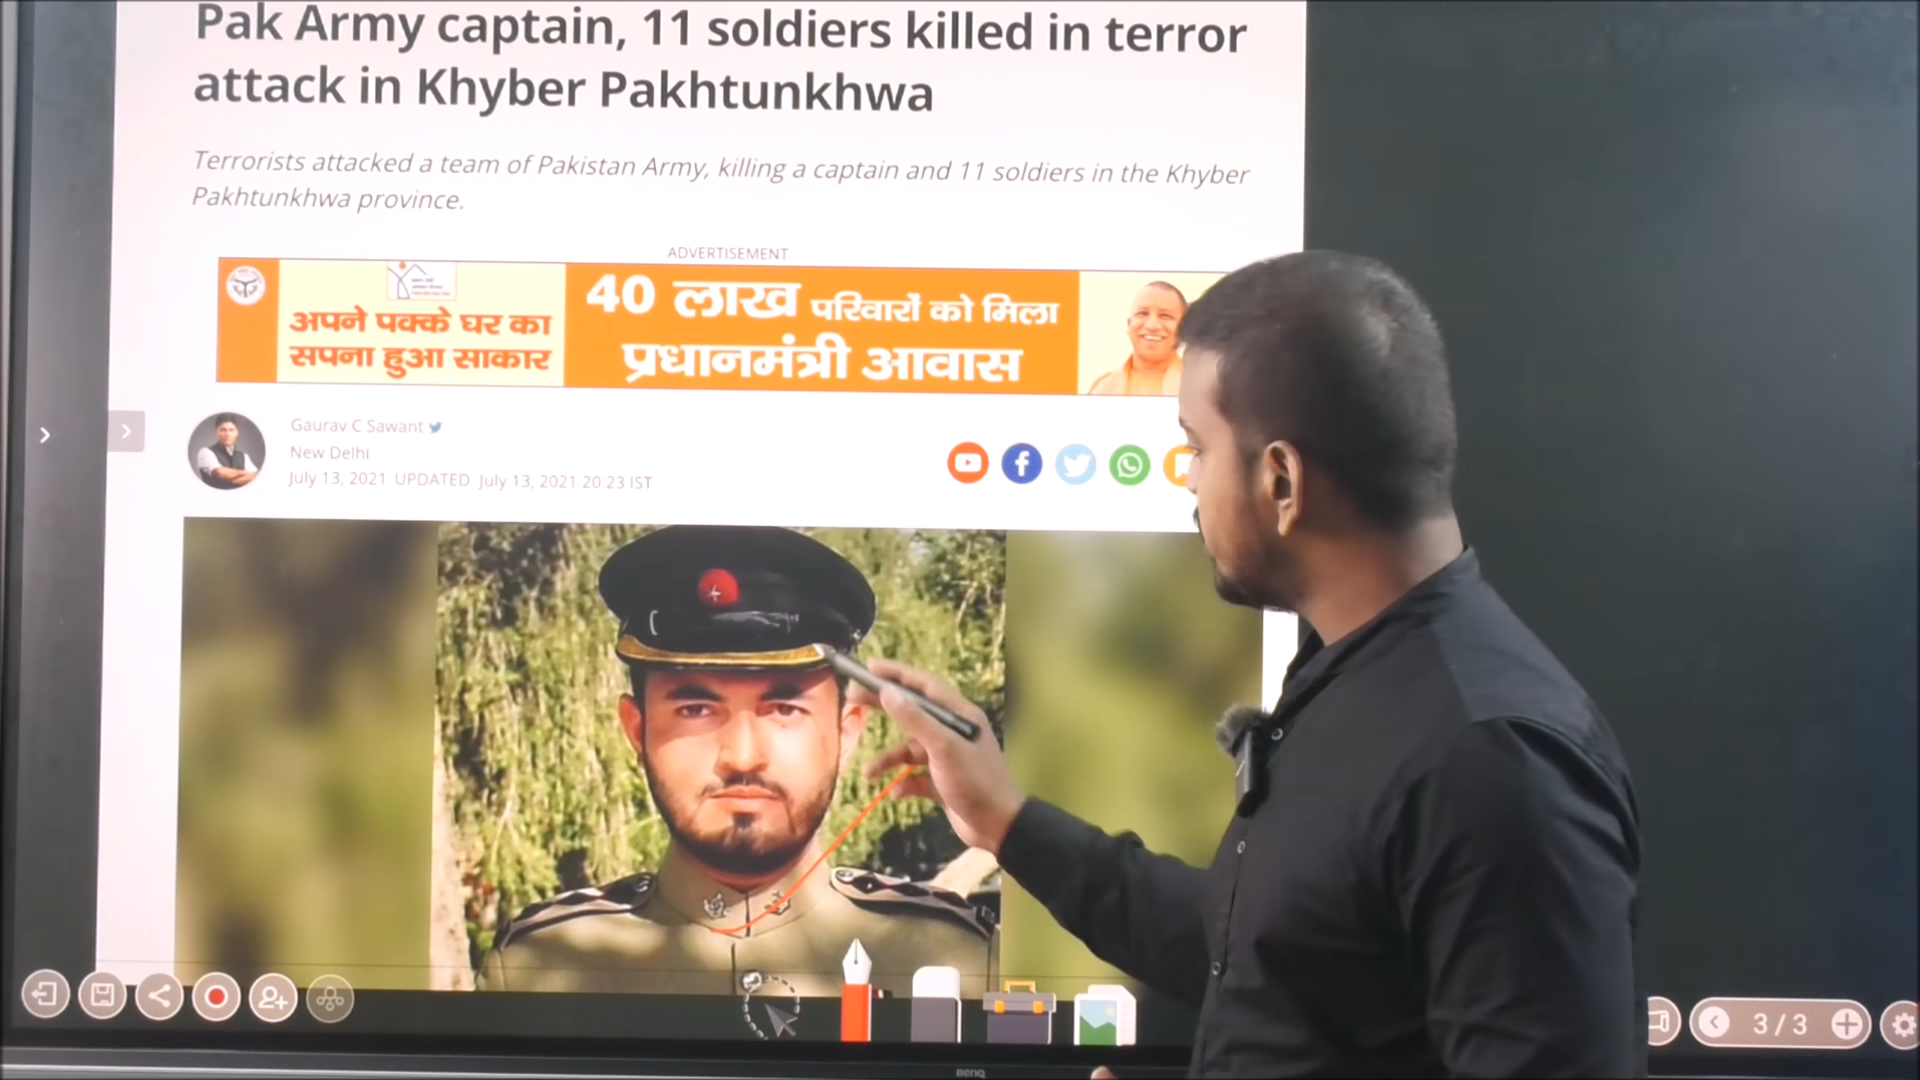 Pak Army captain, 11 soldiers killed in terror
attack in Khyber Pakhtunkhwa
Terrorists attacked a team of Pakistan Army, killing a captain and 11 soldiers in the Khyber
Pakhtunkhwa province.
ADVERTISEMENT
अपने पक्के घर का
सपना हुआ साकार
40 लाख परिवारों को मिला
प्रधानमंत्री आवास
Gaurav C Sawant
New Delhi
July 13, 2021 UPDATED: July 13, 2021 20:23 IST
3/3
BenQ